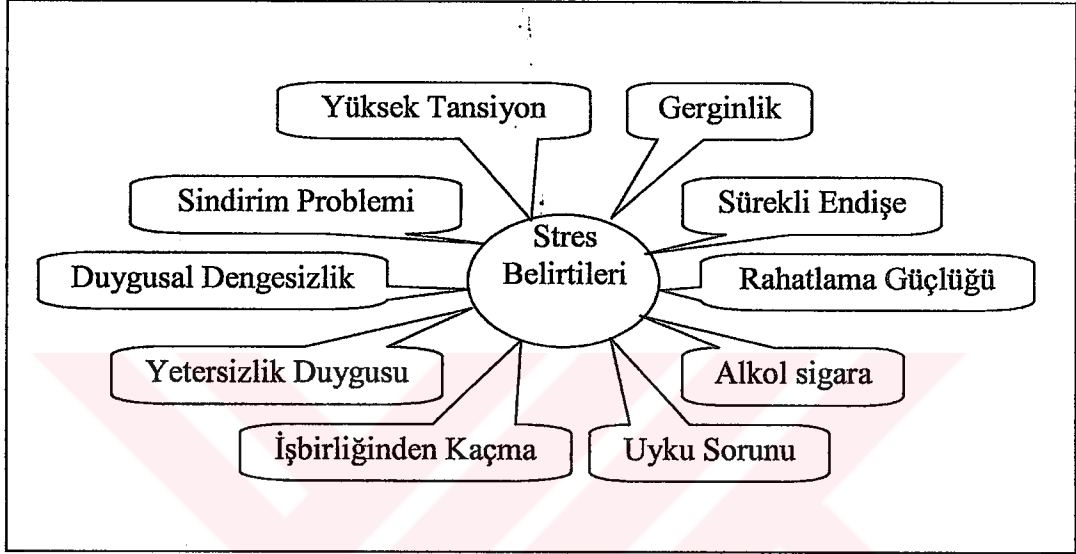 Yüksek Tansiyon
Gerginlik
Sindirim Problemi
Sürekli Endişe
Stres
Belirtileri
Duygusal Dengesizlik
Rahatlama Güçlüğü
Yetersizlik Duygusu
Alkol sigara
İşbirliğinden Kaçma
Uyku Sorunu